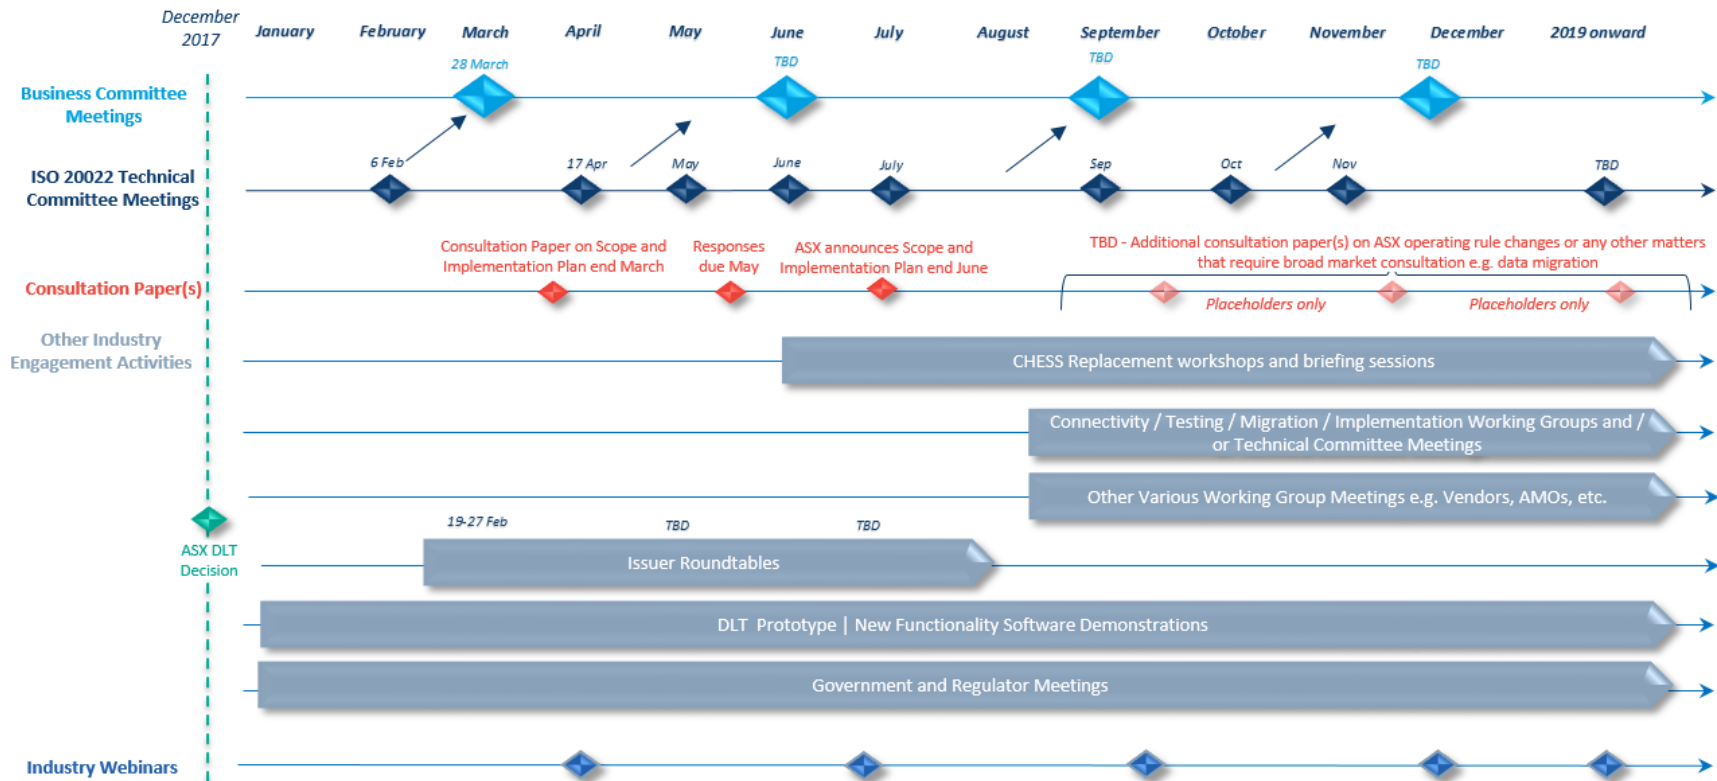 December
2017
January
February
March
April
May
June
July
August
September
October
November
December
2019 onward
28 March
TBD
TBD
TBD
Business Committee
Meetings
6 Feb
17 Apr
May
June
July
Sep
Oct
Nov
TBD
ISO 20022 Technical
Committee Meetings
Consultation Paper on Scope and
Implementation Plan end March
Responses
due May
ASX announces Scope and
Implementation Plan end June
TBD - Additional consultation paper(s) on ASX operating rule changes or any other matters
that require broad market consultation e.g. data migration
Consultation Paper(s)
Placeholders only
Placeholders only
Other Industry
Engagement Activities
CHESS Replacement workshops and briefing sessions
Connectivity / Testing / Migration / Implementation Working Groups and /
or Technical Committee Meetings
Other Various Working Group Meetings e.g. Vendors, AMOs, etc.
ASX DLT
Decision
19-27 Feb
TBD
TBD
Issuer Roundtables
DLT Prototype | New Functionality Software Demonstrations
Government and Regulator Meetings
Industry Webinars